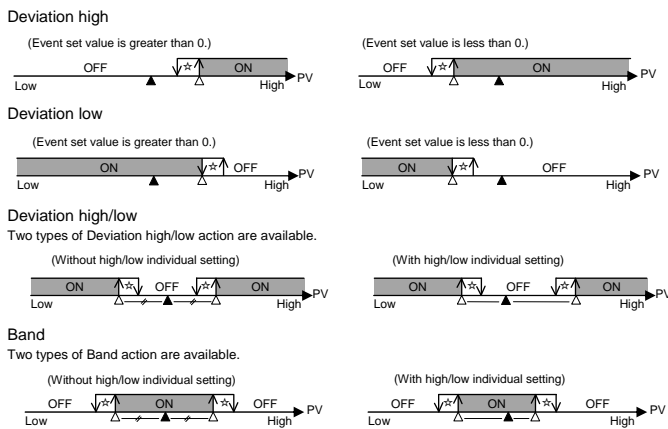 Deviation high
(Event set value is greater than 0.) (Event set value is less than 0.)
OFF ☆ ON PV OFF ☆ ON PV
Low High Low High
Deviation low
(Event set value is greater than 0.) (Event set value is less than 0.)
ON ☆ OFF PV ON ☆ OFF PV
Low High Low High
Deviation high/low
Two types of Deviation high/low action are available.
(Without high/low individual setting) (With high/low individual setting)
ON ☆ OFF ☆ ON PV ON ☆ OFF ☆ ON PV
Low High Low High
Band
Two types of Band action are available.
(Without high/low individual setting) (With high/low individual setting)
OFF ☆ ON ☆ OFF PV OFF ☆ ON ☆ OFF PV
Low High Low High